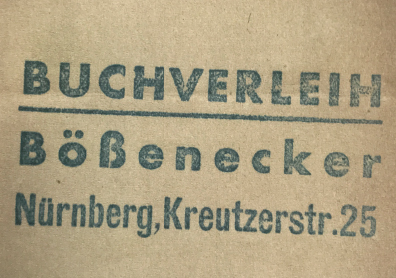 BUCHVERLEIH
Bößenecker
Nürnberg,Kreutzerstr.25